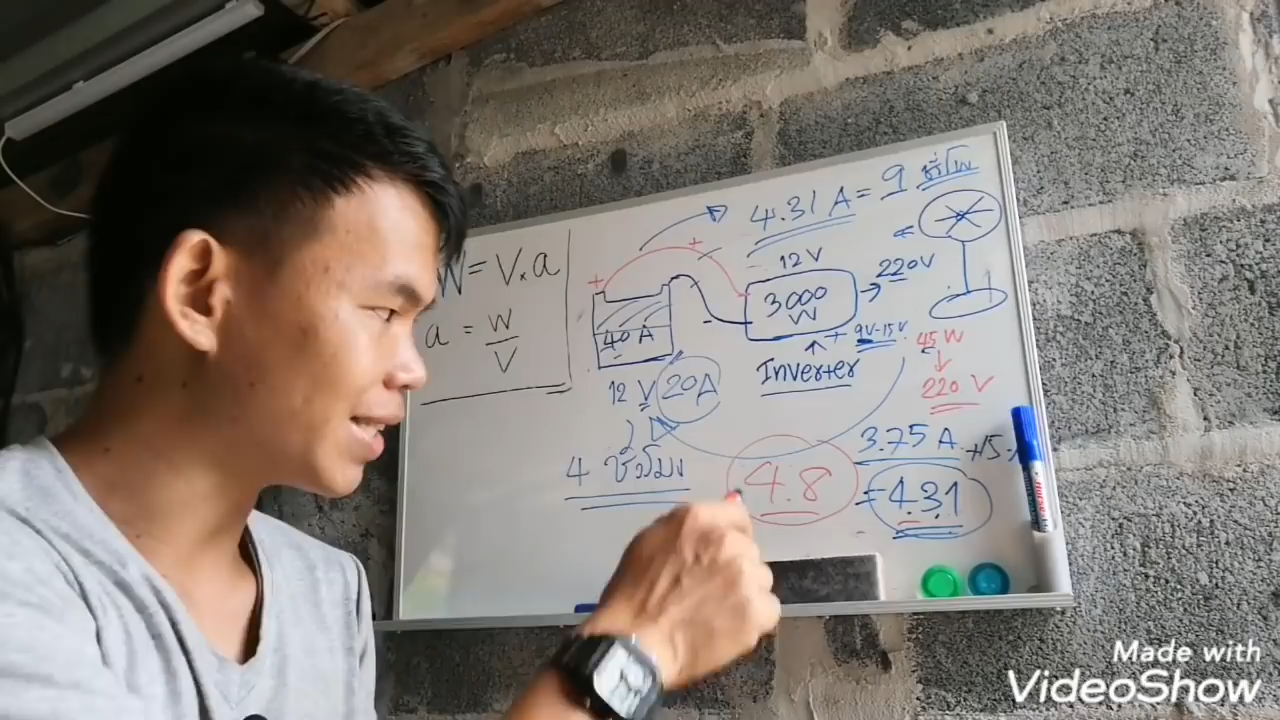 W = V × a
a = W/V
4.31 A = 9 ชั่วโมง
12 V
3000
W
220V
+ 9V-15V
Inverter
40 A
12 V 20A
45 W
220 V
4 ชั่วโมง
3.75 A +15
4.8
= 4.31
Made with
VideoShow